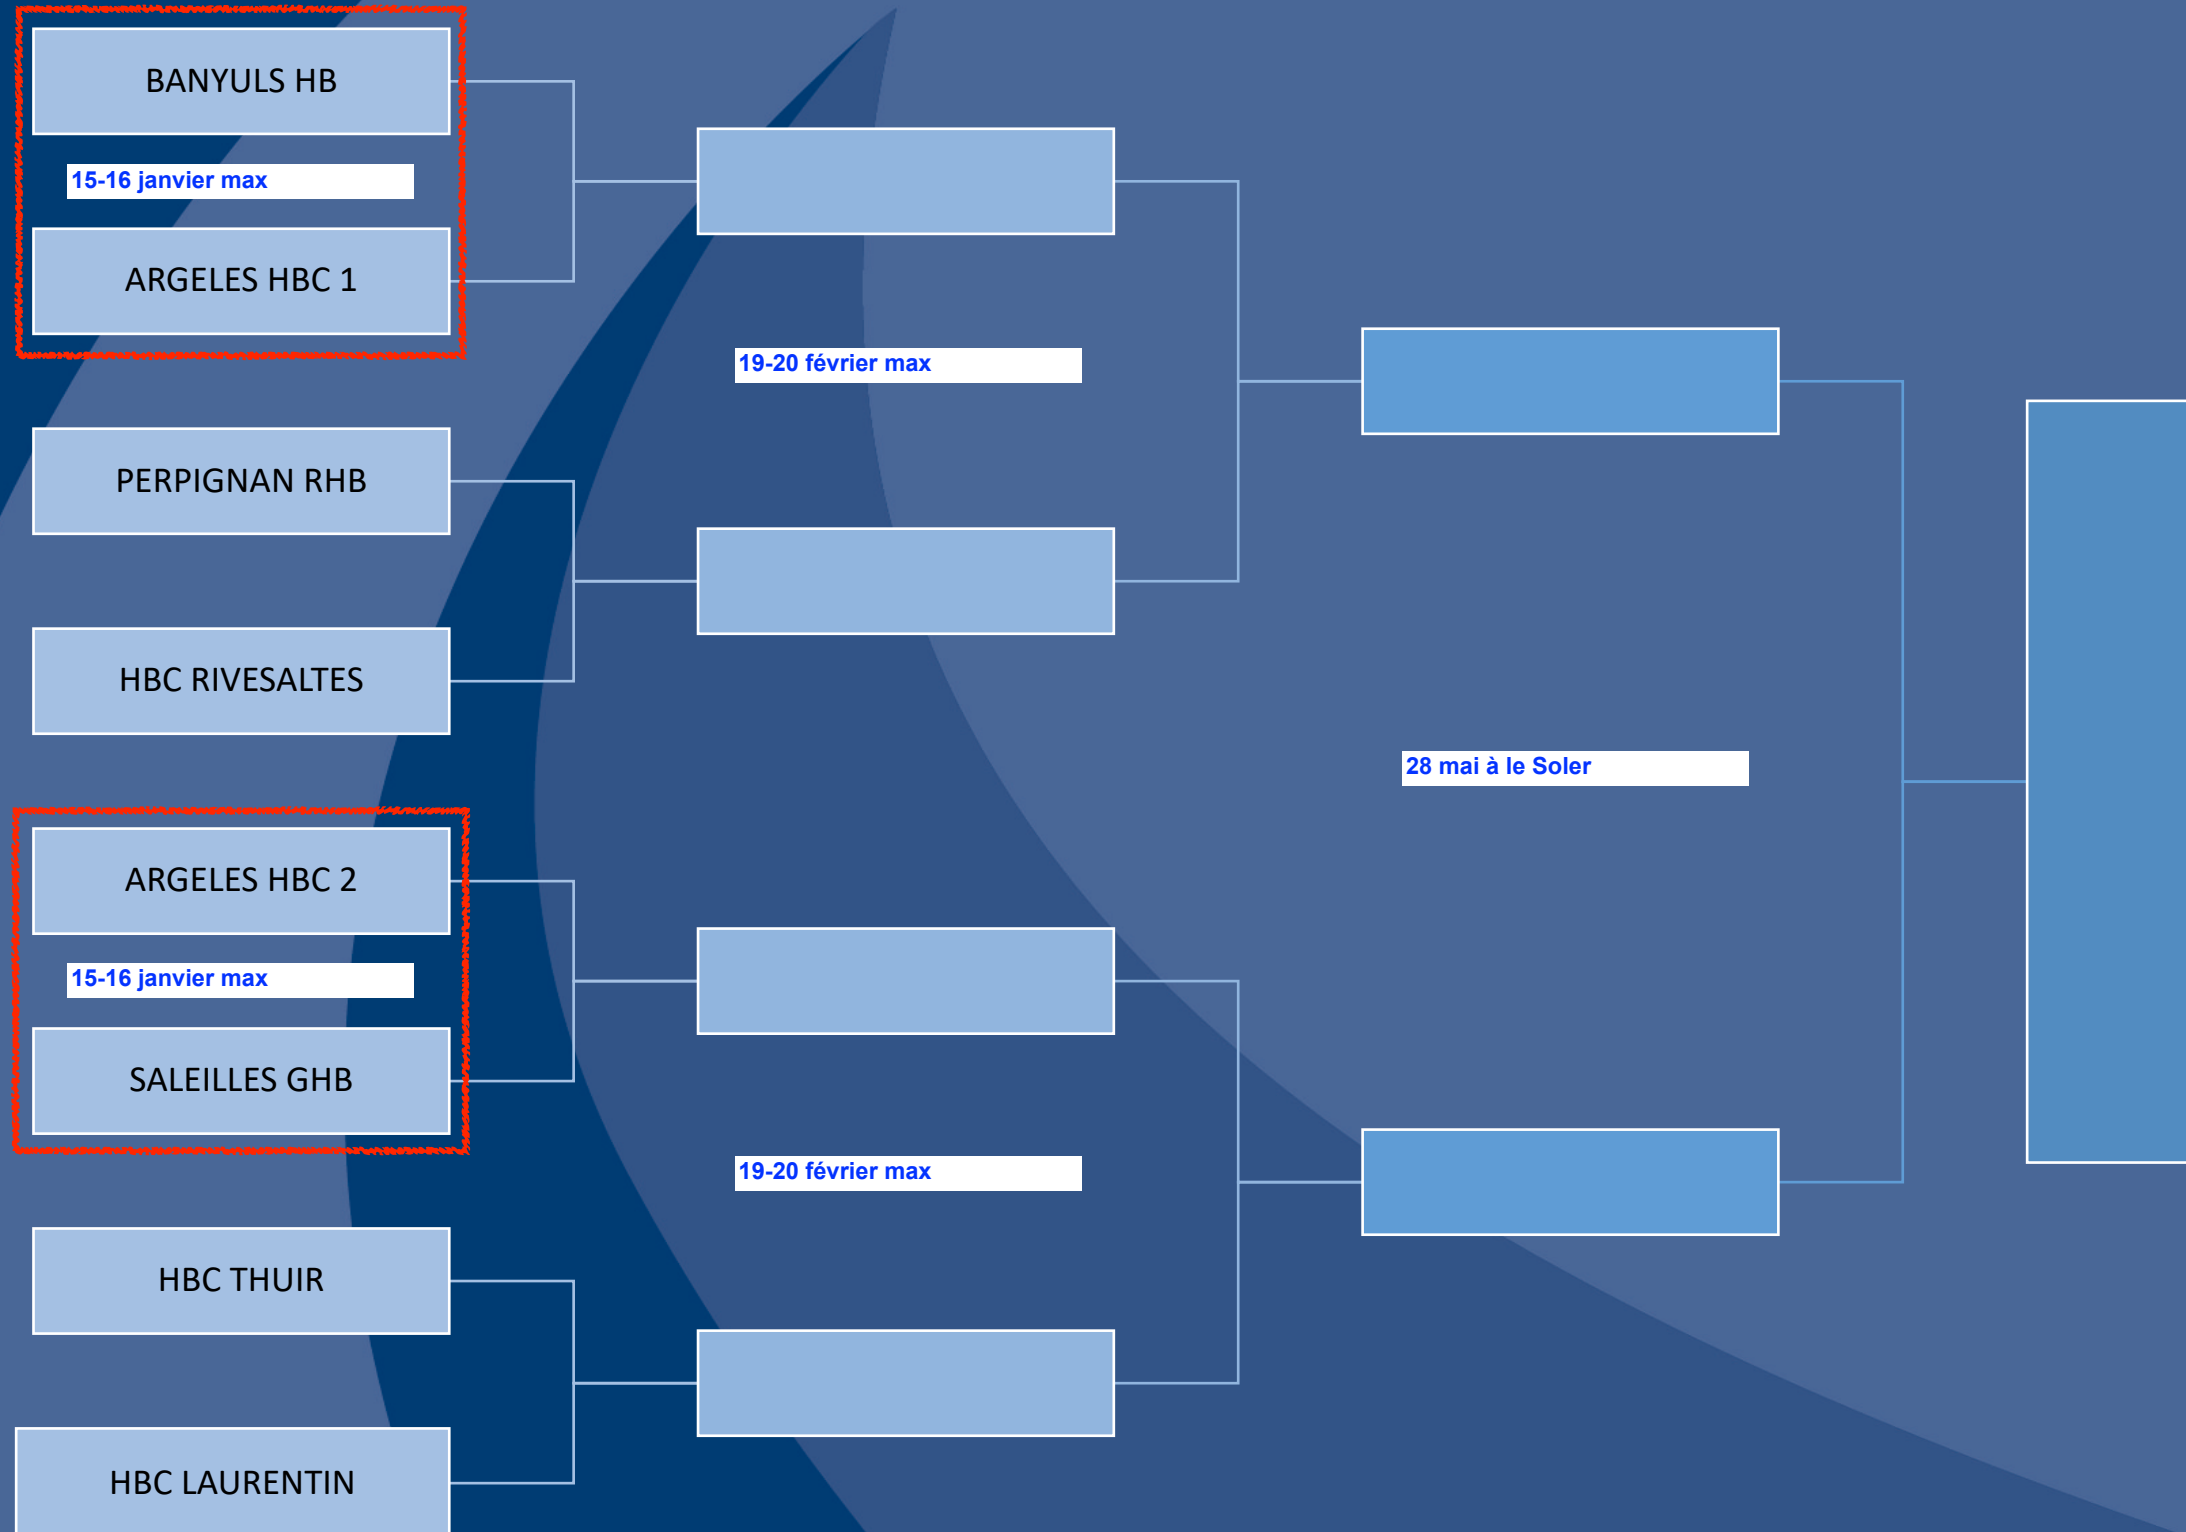 BANYULS HB
15-16 janvier max
ARGELES HBC 1
19-20 février max
PERPIGNAN RHB
HBC RIVESALTES
28 mai à le Soler
ARGELES HBC 2
15-16 janvier max
SALEILLES GHB
19-20 février max
HBC THUIR
HBC LAURENTIN